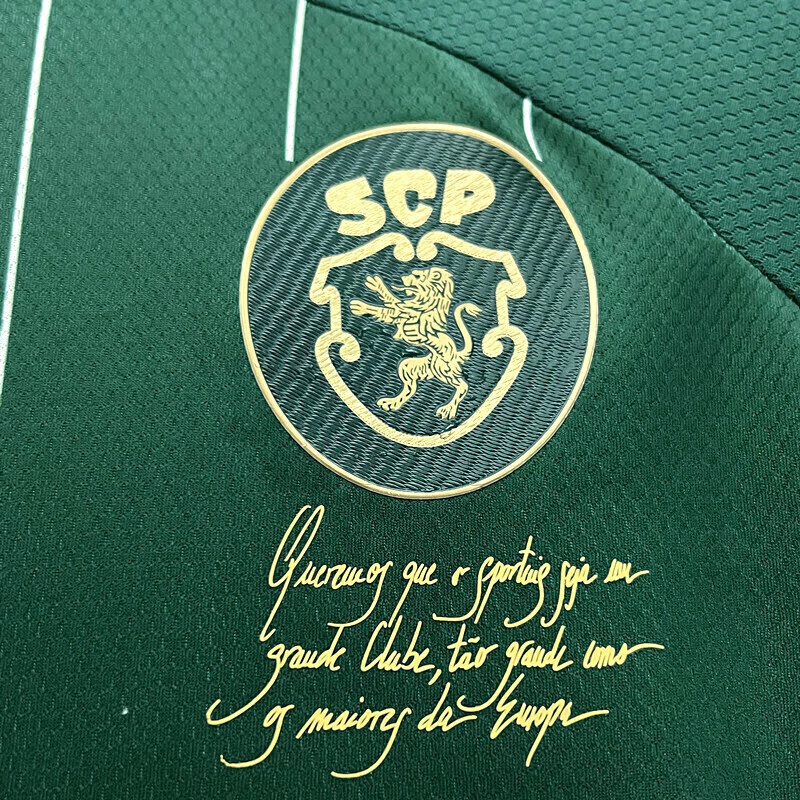 SCP
Queremos que o sporting seja um
grande Clube, tão grande como
os maiores da Europa